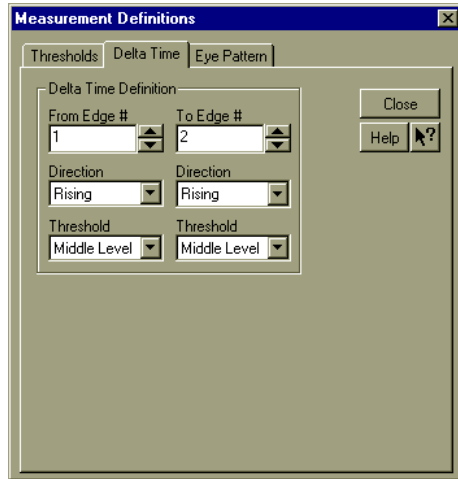 Measurement Definitions
Thresholds Delta Time Eye Pattern
Delta Time Definition
From Edge # To Edge #
1 2
Direction Direction
Rising Rising
Threshold Threshold
Middle Level Middle Level
Close
Help ?